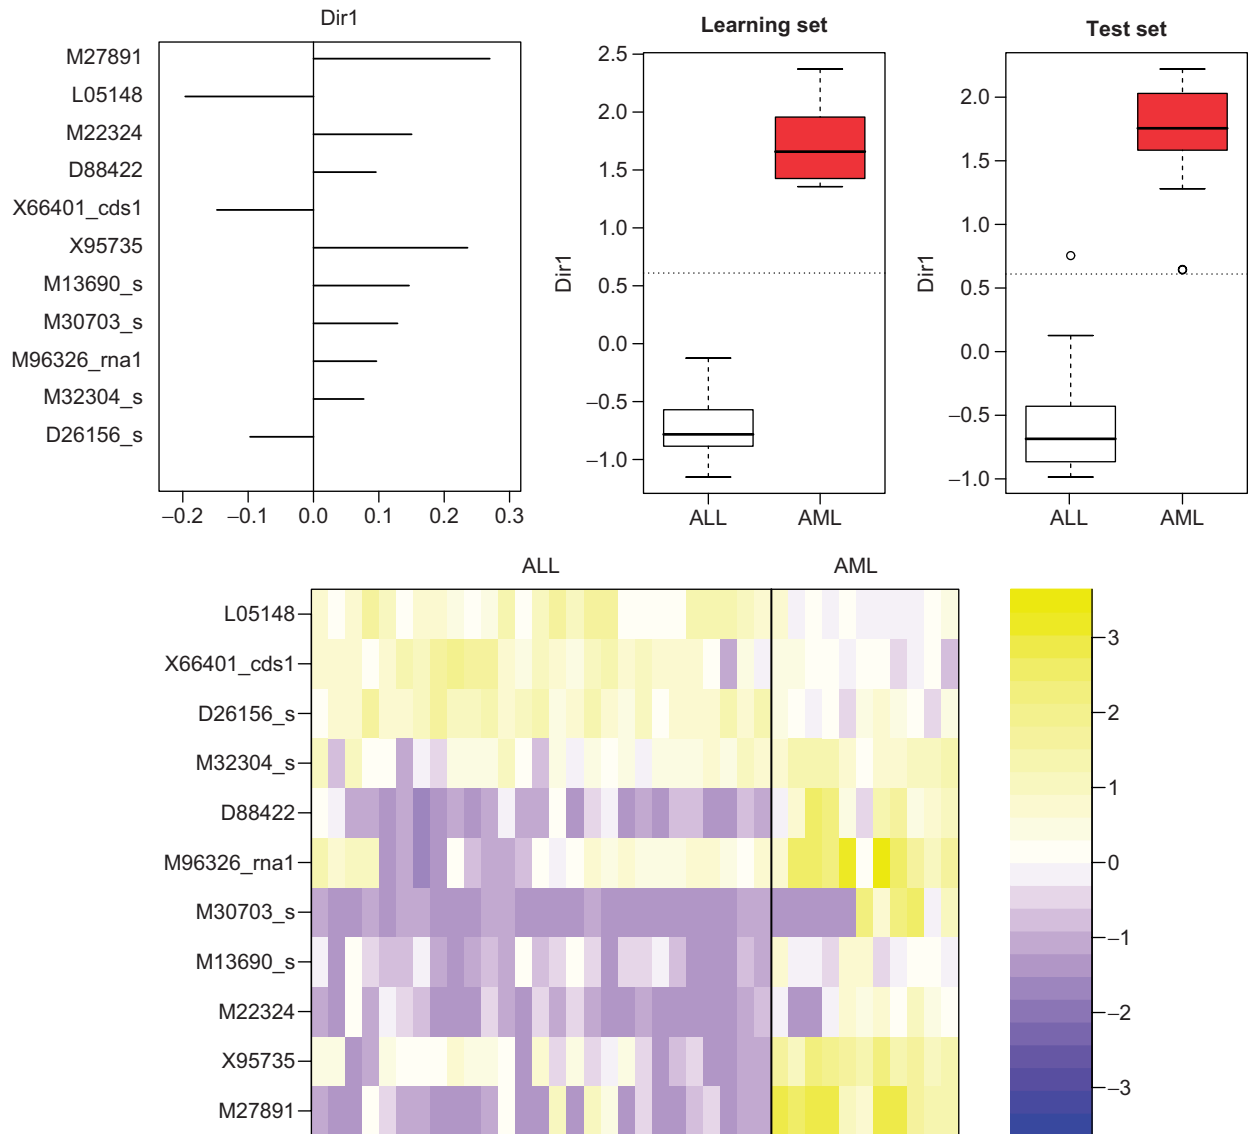 Dir1
M27891
L05148
M22324
D88422
X66401_cds1
X95735
M13690_s
M30703_s
M96326_rna1
M32304_s
D26156_s
−0.2 −0.1 0.0 0.1 0.2 0.3
Learning set
Dir1
2.5
2.0
1.5
1.0
0.5
0.0
−0.5
−1.0
ALL AML
Test set
Dir1
2.0
1.5
1.0
0.5
0.0
−0.5
−1.0
ALL AML
ALL AML
L05148
X66401_cds1
D26156_s
M32304_s
D88422
M96326_rna1
M30703_s
M13690_s
M22324
X95735
M27891
3
2
1
0
−1
−2
−3